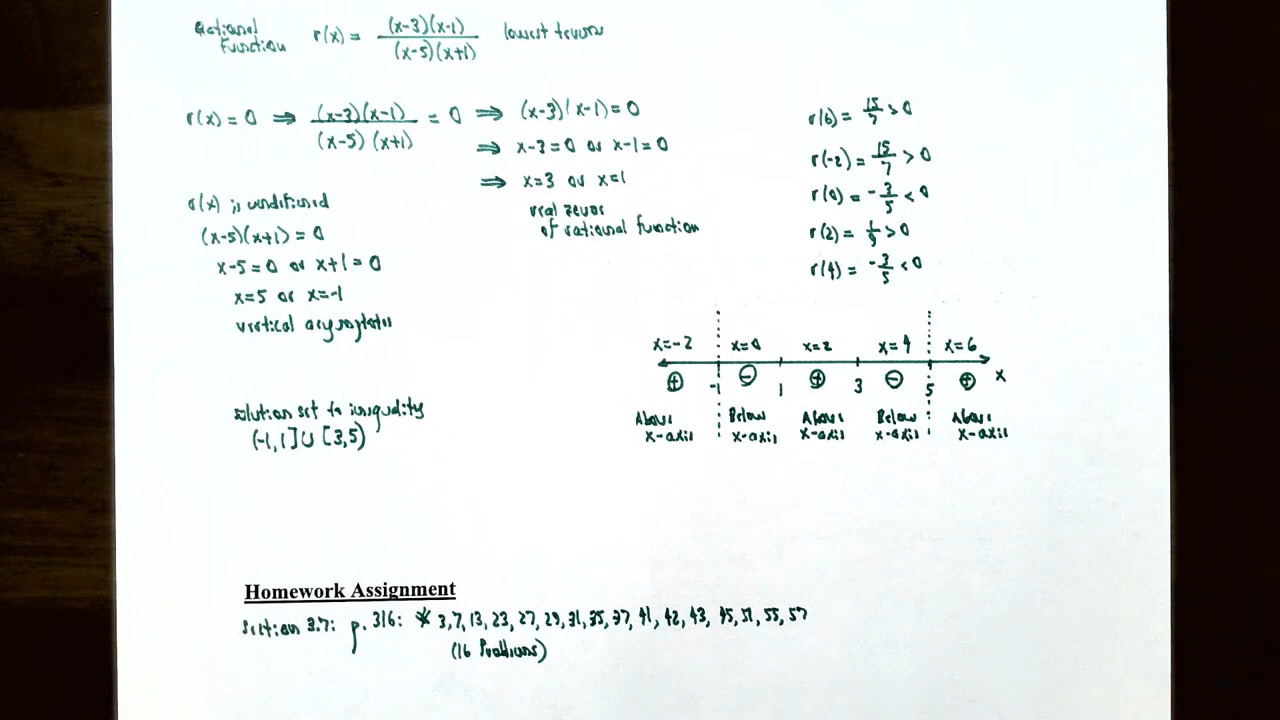 Rational
Function
r(x) = (x-3)(x-1) / (x-5)(x+1) lowest terms
r(x) = 0 ⟹ (x-3)(x-1) / (x-5)(x+1) = 0 ⟹ (x-3)(x-1) = 0
⟹ x-3=0 or x-1=0
⟹ x=3 or x=1
real zeros
of rational function
r(x) is undefined
(x-5)(x+1) = 0
x-5=0 or x+1=0
x=5 or x=-1
vertical asymptotes
r(6) = 15/7 > 0
r(-2) = 15/7 > 0
r(0) = -3/5 < 0
r(2) = 1/9 > 0
r(4) = -3/5 < 0
x=-2 x=0 x=2 x=4 x=6
+ -1 − 1 + 3 − 5 + x
Above Below Above Below Above
x-axis x-axis x-axis x-axis x-axis
solution set to inequality
(-1,1] ∪ [3,5)
Homework Assignment
Section 3.7: p. 316: * 3, 7, 13, 23, 27, 29, 31, 35, 37, 41, 42, 43, 45, 51, 55, 57
(16 Problems)